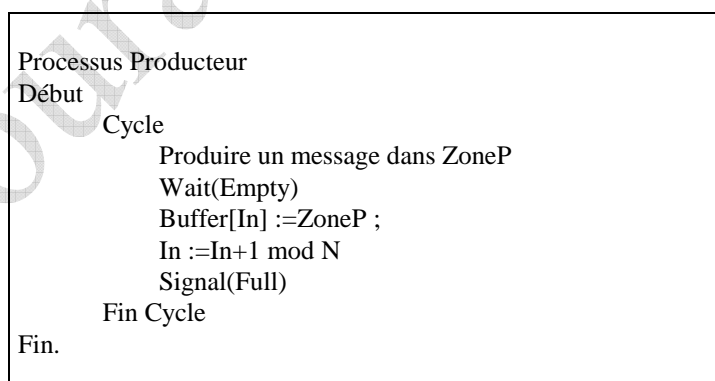 Processus Producteur
Début
Cycle
Produire un message dans ZoneP
Wait(Empty)
Buffer[In] :=ZoneP ;
In :=In+1 mod N
Signal(Full)
Fin Cycle
Fin.